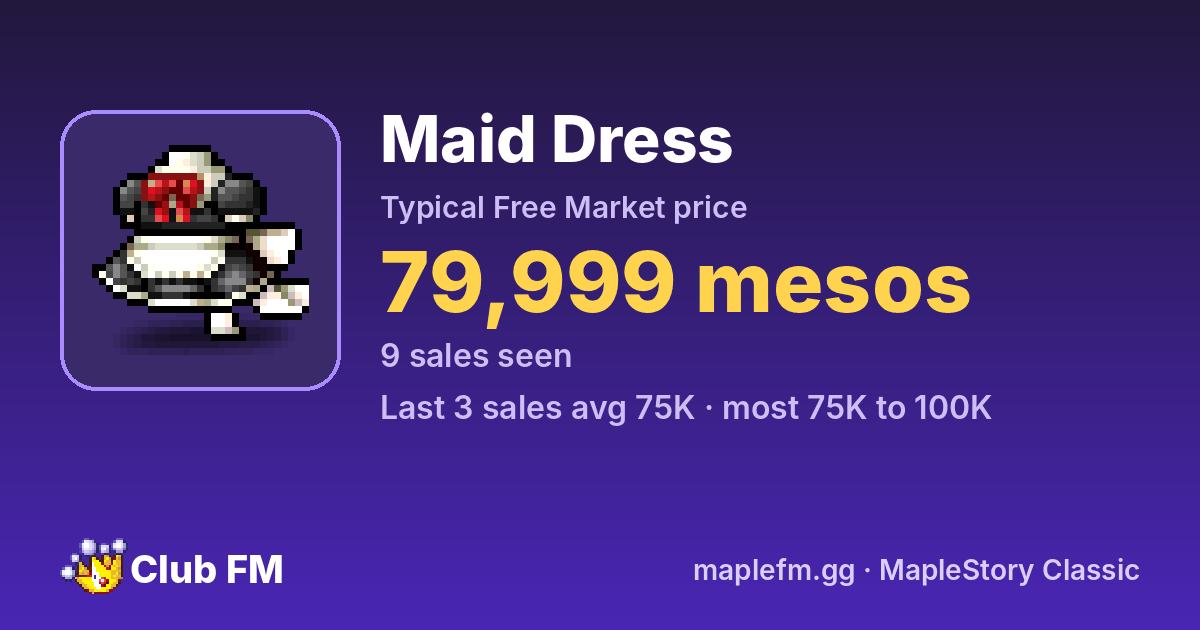 Maid Dress
Typical Free Market price
79,999 mesos
9 sales seen
Last 3 sales avg 75K · most 75K to 100K
Club FM
maplefm.gg · MapleStory Classic